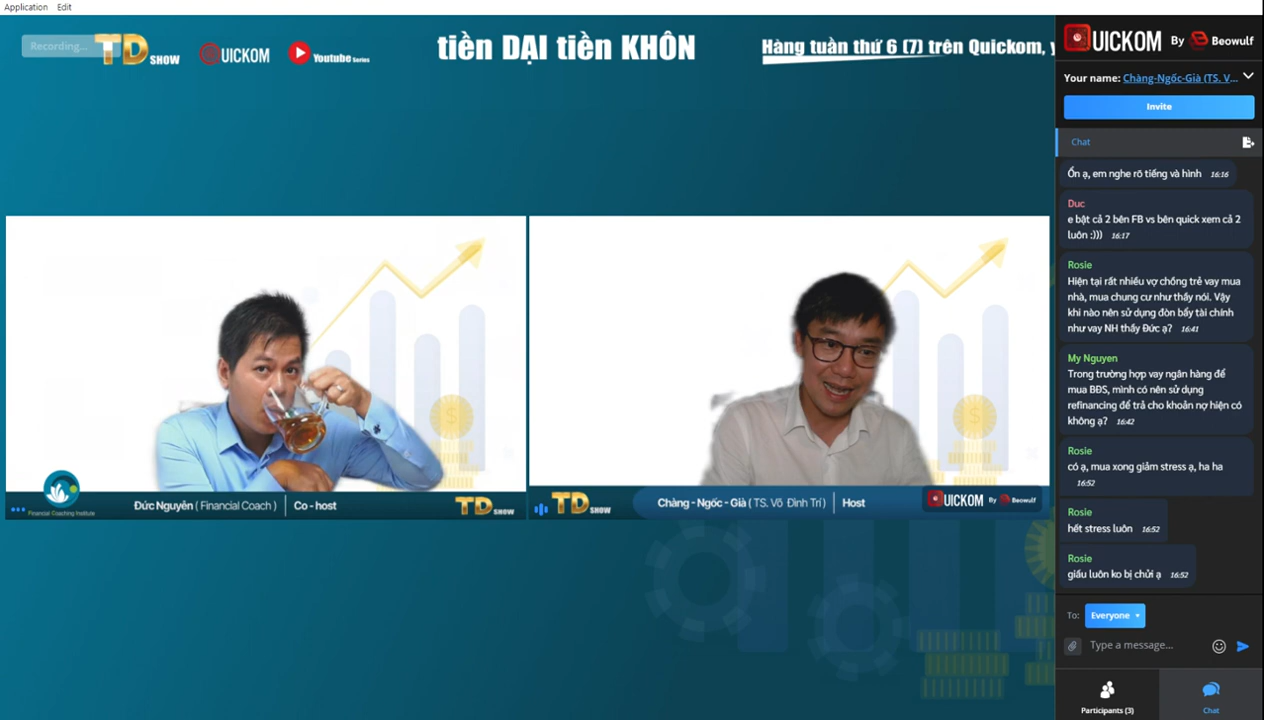 Application Edit
Recording...
TD SHOW
QUICKOM
Youtube Series
tiền DẠI tiền KHÔN
Hàng tuần thứ 6 (7) trên Quickom, y
QUICKOM By Beowulf
Your name: Chàng-Ngốc-Già (TS. V...
Invite
Chat
Ổn ạ, em nghe rõ tiếng và hình 16:16
Duc
e bật cả 2 bên FB vs bên quick xem cả 2
luôn :))) 16:17
Rosie
Hiện tại rất nhiều vợ chồng trẻ vay mua
nhà, mua chung cư như thầy nói. Vậy
khi nào nên sử dụng đòn bẩy tài chính
như vay NH thầy Đức ạ? 16:41
My Nguyen
Trong trường hợp vay ngân hàng để
mua BĐS, mình có nên sử dụng
refinancing để trả cho khoản nợ hiện có
không ạ? 16:42
Rosie
có ạ, mua xong giảm stress ạ, ha ha
16:52
Rosie
hết stress luôn 16:52
Rosie
giấu luôn ko bị chửi ạ 16:52
Financial Coaching Institute
Đức Nguyễn ( Financial Coach ) Co - host
TD SHOW
TD SHOW
Chàng - Ngốc - Già ( TS. Võ Đình Trí ) Host
QUICKOM By Beowulf
To: Everyone
Type a message...
Participants (3)
Chat